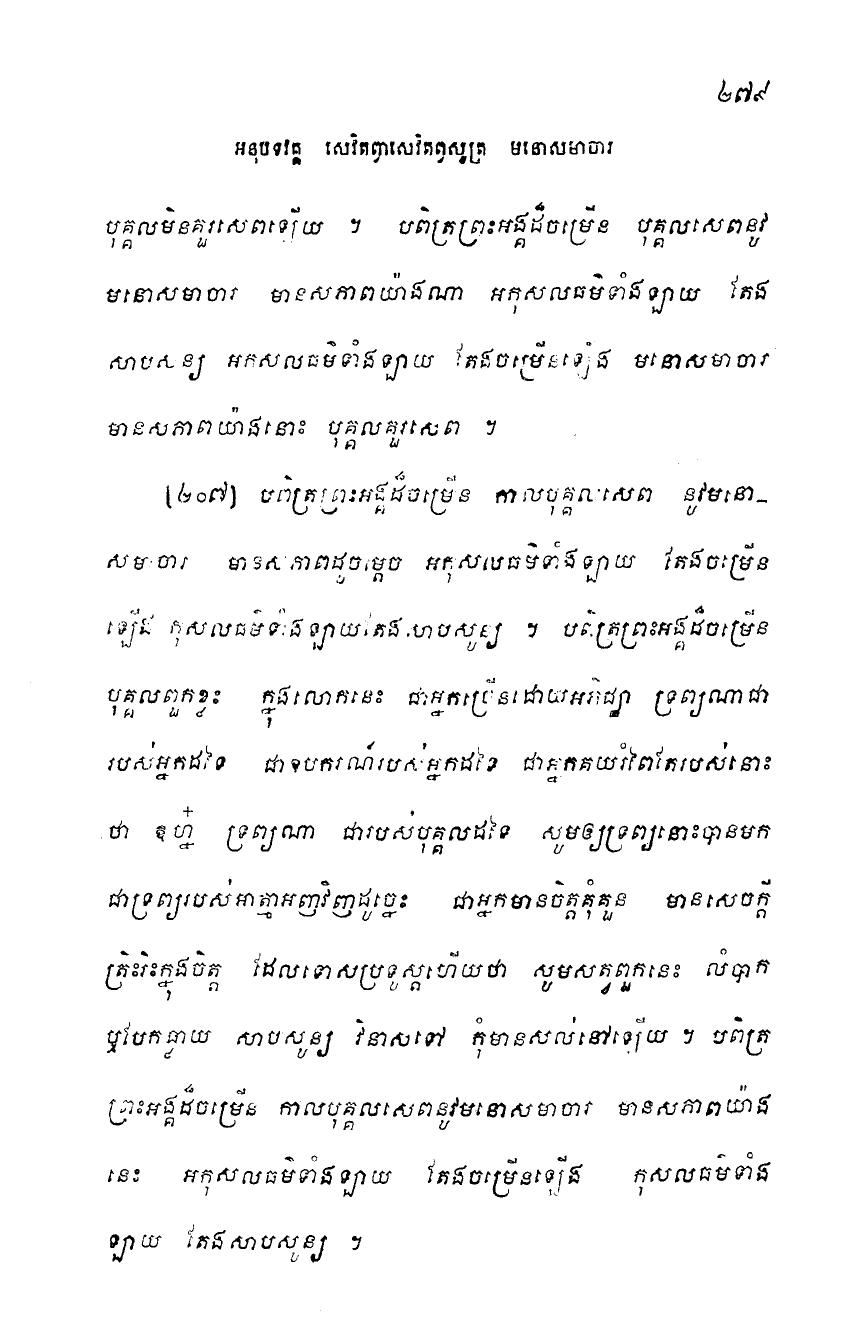 ២៧៩
អនុបទវគ្គ សេវិតព្វាសេវិតព្វសូត្រ មនោសមាចារ
បុគ្គលមិនគួរសេពឡើយ ។ បពិត្រព្រះអង្គដ៏ចម្រើន បុគ្គលសេពនូវ
មនោសមាចារ មានសភាពយ៉ាងណា អកុសលធម៌ទាំងឡាយ តែង
សាបសូន្យ អកសលធម៌ទាំងឡាយ តែងចម្រើនឡើង មនោសមាចារ
មានសភាពយ៉ាងនោះ បុគ្គលគួរសេព ។
[២០៧] បពិត្រព្រះអង្គដ៏ចម្រើន កាលបុគ្គលសេព នូវមនោ-
សមាចារ មានសភាពដូចម្តេច អកុសលធម៌ទាំងឡាយ តែងចម្រើន
ឡើង កុសលធម៌ទាំងឡាយតែងសាបសូន្យ ។ បពិត្រព្រះអង្គដ៏ចម្រើន
បុគ្គលពួកខ្លះ ក្នុងលោកនេះ ជាអ្នកច្រើនដោយអភិជ្ឈា ទ្រព្យណាជា
របស់អ្នកដទៃ ជាឧបករណ៍របស់អ្នកដទៃ ជាអ្នកគយរំពៃតែរបស់នោះ
ថា ឧហ្ន៎ ទ្រព្យណា ជារបស់បុគ្គលដទៃ សូមឲ្យទ្រព្យនោះបានមក
ជាទ្រព្យរបស់អាត្មាអញវិញដូច្នេះ ជាអ្នកមានចិត្តគុំគួន មានសេចក្តី
ត្រិះរិះក្នុងចិត្ត ដែលទោសប្រទូស្តហើយថា សូមសត្វពួកនេះ លំបាក
ឬបែកធ្លាយ សាបសូន្យ វិនាសទៅ កុំមានសល់នៅឡើយ ។ បពិត្រ
ព្រះអង្គដ៏ចម្រើន កាលបុគ្គលសេពនូវមនោសមាចារ មានសភាពយ៉ាង
នេះ អកុសលធម៌ទាំងឡាយ តែងចម្រើនឡើង កុសលធម៌ទាំង
ឡាយ តែងសាបសូន្យ ។